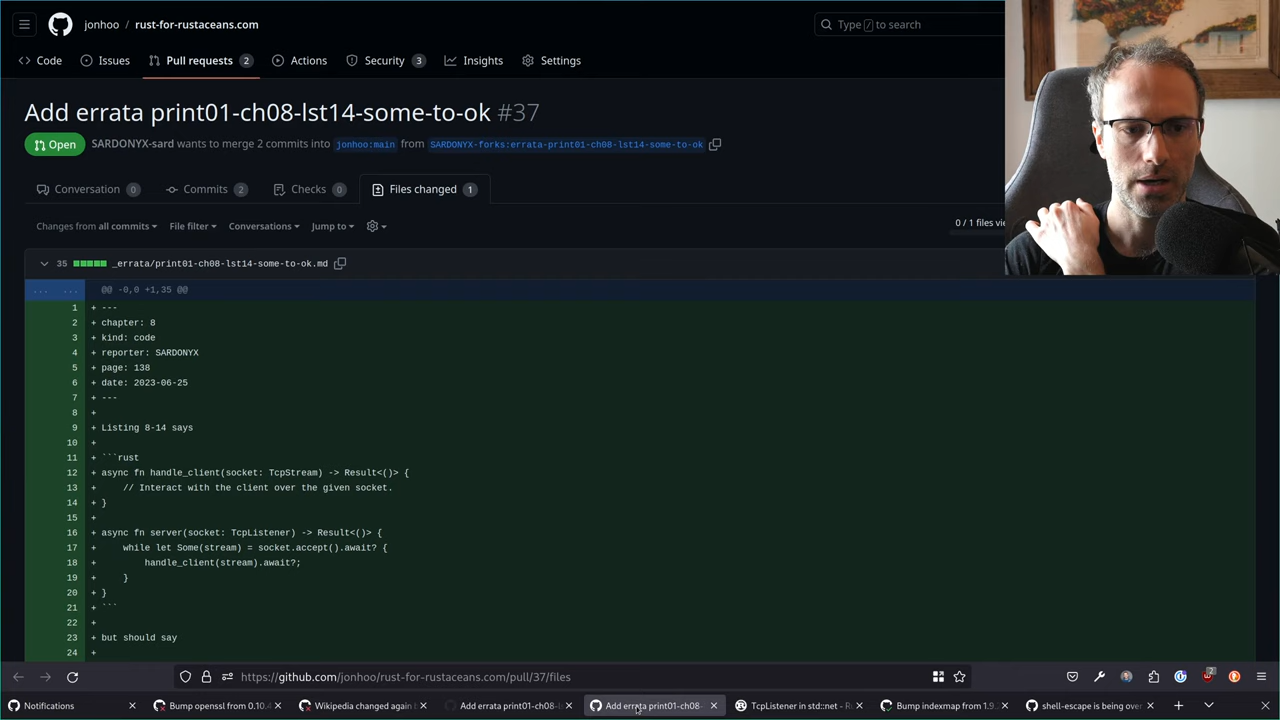 jonhoo / rust-for-rustaceans.com
Type / to search
Code
Issues
Pull requests 2
Actions
Security 3
Insights
Settings
Add errata print01-ch08-lst14-some-to-ok #37
Open
SARDONYX-sard wants to merge 2 commits into jonhoo:main from SARDONYX-forks:errata-print01-ch08-lst14-some-to-ok
Conversation 0
Commits 2
Checks 0
Files changed 1
Changes from all commits
File filter
Conversations
Jump to
0 / 1 files vie
35 _errata/print01-ch08-lst14-some-to-ok.md
... ... @@ -0,0 +1,35 @@
1 + ---
2 + chapter: 8
3 + kind: code
4 + reporter: SARDONYX
5 + page: 138
6 + date: 2023-06-25
7 + ---
8 +
9 + Listing 8-14 says
10 +
11 + ```rust
12 + async fn handle_client(socket: TcpStream) -> Result<()> {
13 + // Interact with the client over the given socket.
14 + }
15 +
16 + async fn server(socket: TcpListener) -> Result<()> {
17 + while let Some(stream) = socket.accept().await? {
18 + handle_client(stream).await?;
19 + }
20 + }
21 + ```
22 +
23 + but should say
24 +
https://github.com/jonhoo/rust-for-rustaceans.com/pull/37/files
2
Notifications
Bump openssl from 0.10.4
Wikipedia changed again
Add errata print01-ch08-l
Add errata print01-ch08-
TcpListener in std::net - Ru
Bump indexmap from 1.9.
shell-escape is being over